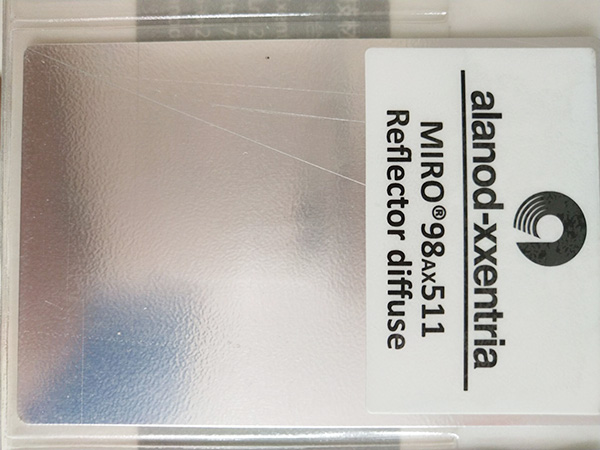 alanod-xxentria
MIRO®98AX511
Reflector diffuse